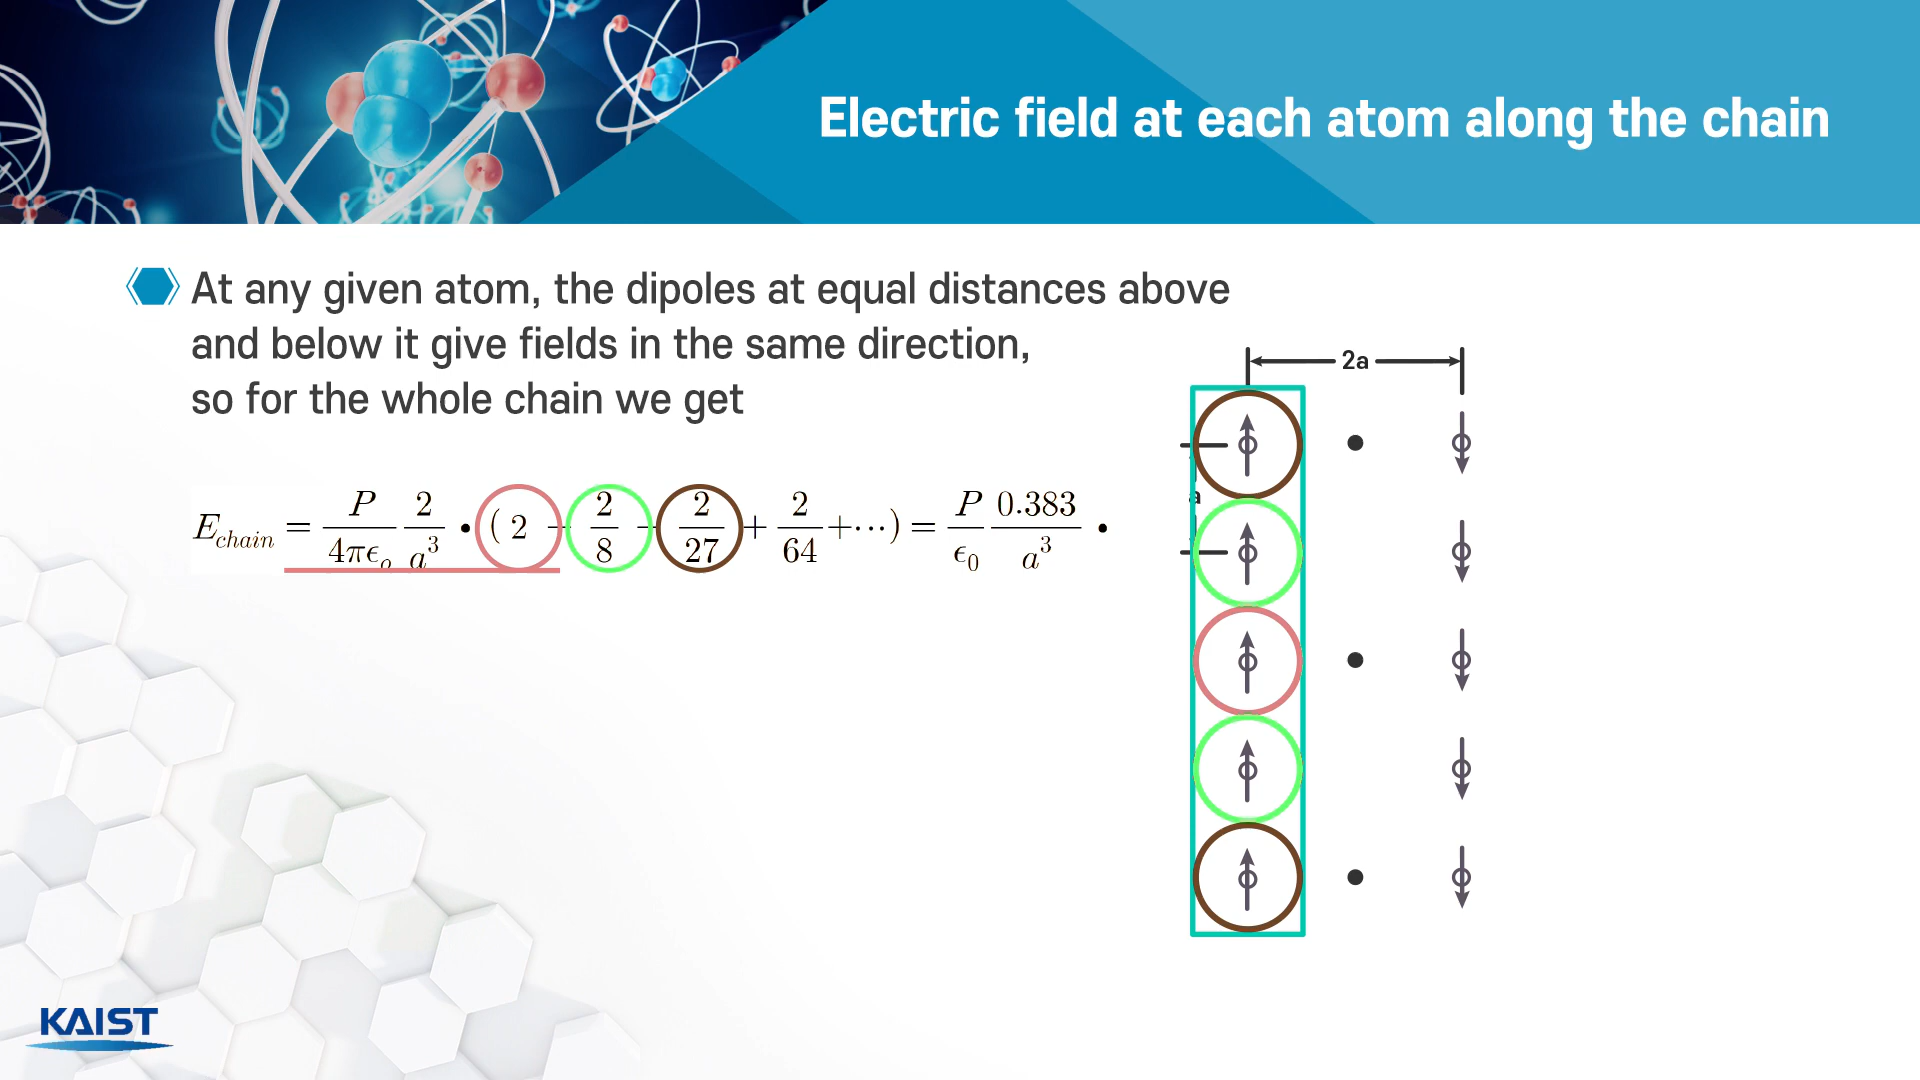 Electric field at each atom along the chain
At any given atom, the dipoles at equal distances above
and below it give fields in the same direction,
so for the whole chain we get
E_chain = P/4πϵ_o 2/a^3 • ( 2 + 2/8 + 2/27 + 2/64 +⋯) = P/ϵ_0 0.383/a^3 •
2a
a
KAIST